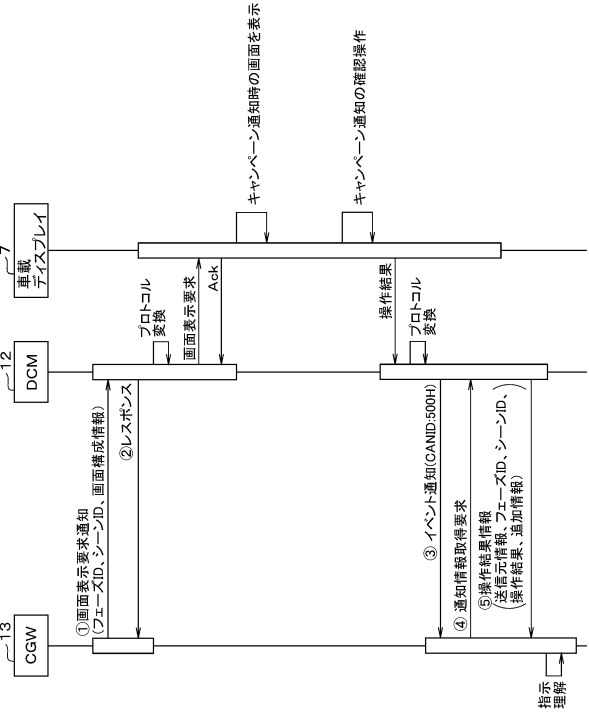 7
車載
ディスプレイ
12
DCM
13
CGW
①画面表示要求通知
(フェーズID、シーンID、画面構成情報)
②レスポンス
プロトコル
変換
画面表示要求
Ack
キャンペーン通知時の画面を表示
キャンペーン通知の確認操作
操作結果
プロトコル
変換
③イベント通知(CANID:500H)
④通知情報取得要求
⑤操作結果情報
(送信元情報、フェーズID、シーンID、
操作結果、追加情報)
指示
理解